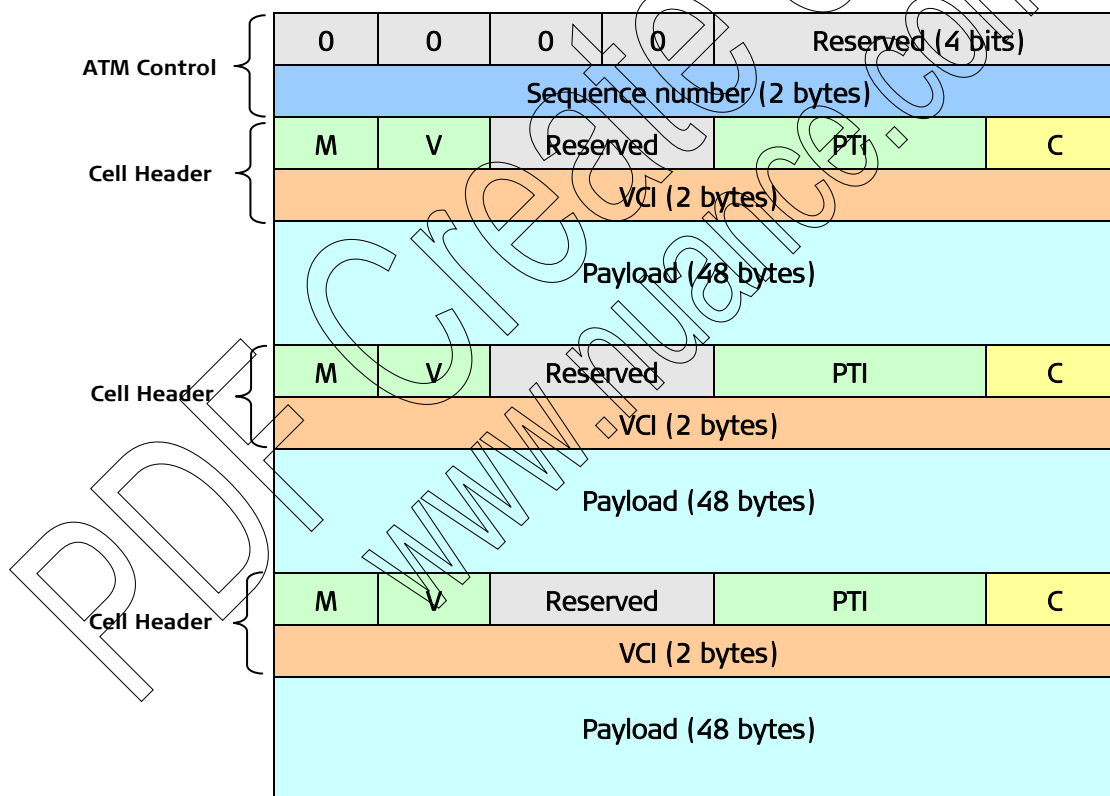 0 0 0 0 Reserved (4 bits)
ATM Control
Sequence number (2 bytes)
M V Reserved PTI C
Cell Header
VCI (2 bytes)
Payload (48 bytes)
M V Reserved PTI C
Cell Header
VCI (2 bytes)
Payload (48 bytes)
M V Reserved PTI C
Cell Header
VCI (2 bytes)
Payload (48 bytes)
PDF Create
www.nuance.com